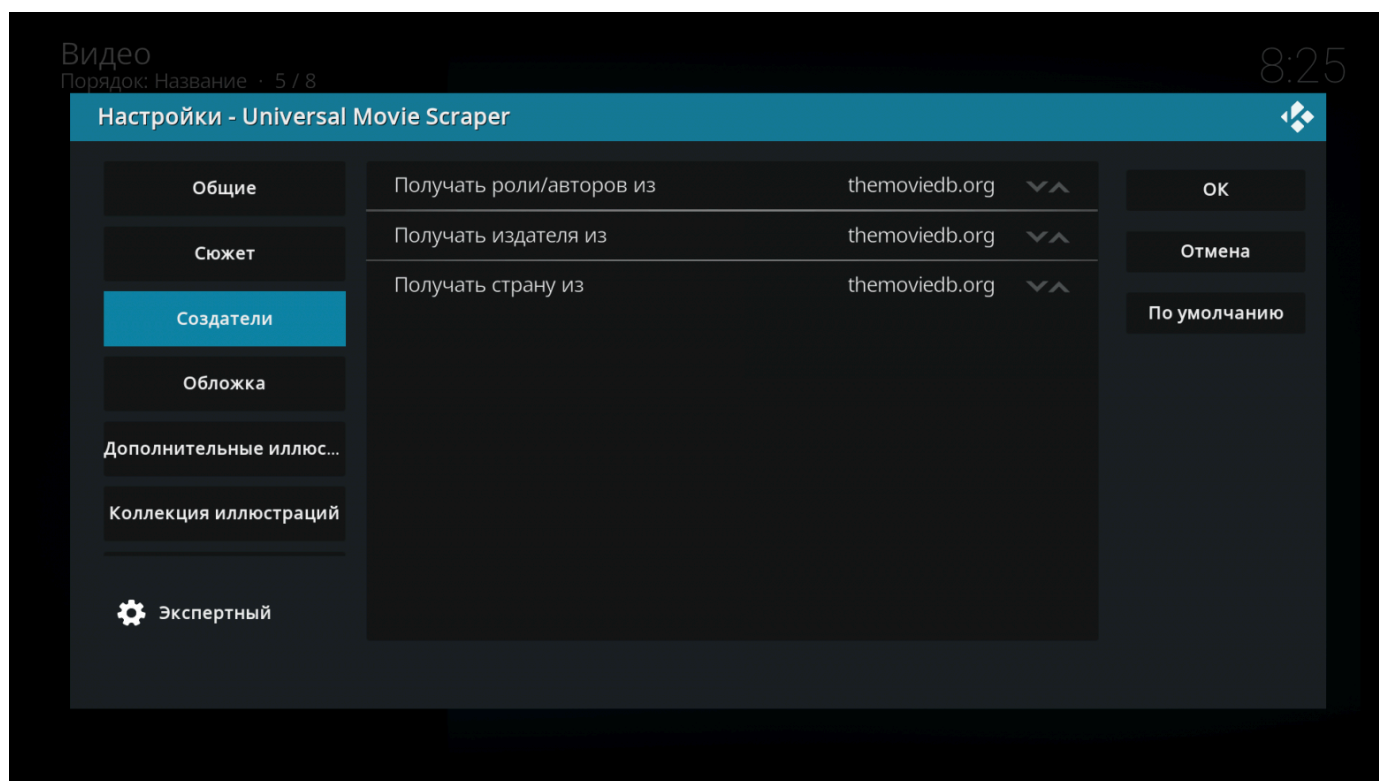 Видео
Порядок: Название · 5 / 8
8:25
Настройки - Universal Movie Scraper
Общие
Сюжет
Создатели
Обложка
Дополнительные иллюс...
Коллекция иллюстраций
Экспертный
Получать роли/авторов из themoviedb.org
Получать издателя из themoviedb.org
Получать страну из themoviedb.org
ОК
Отмена
По умолчанию